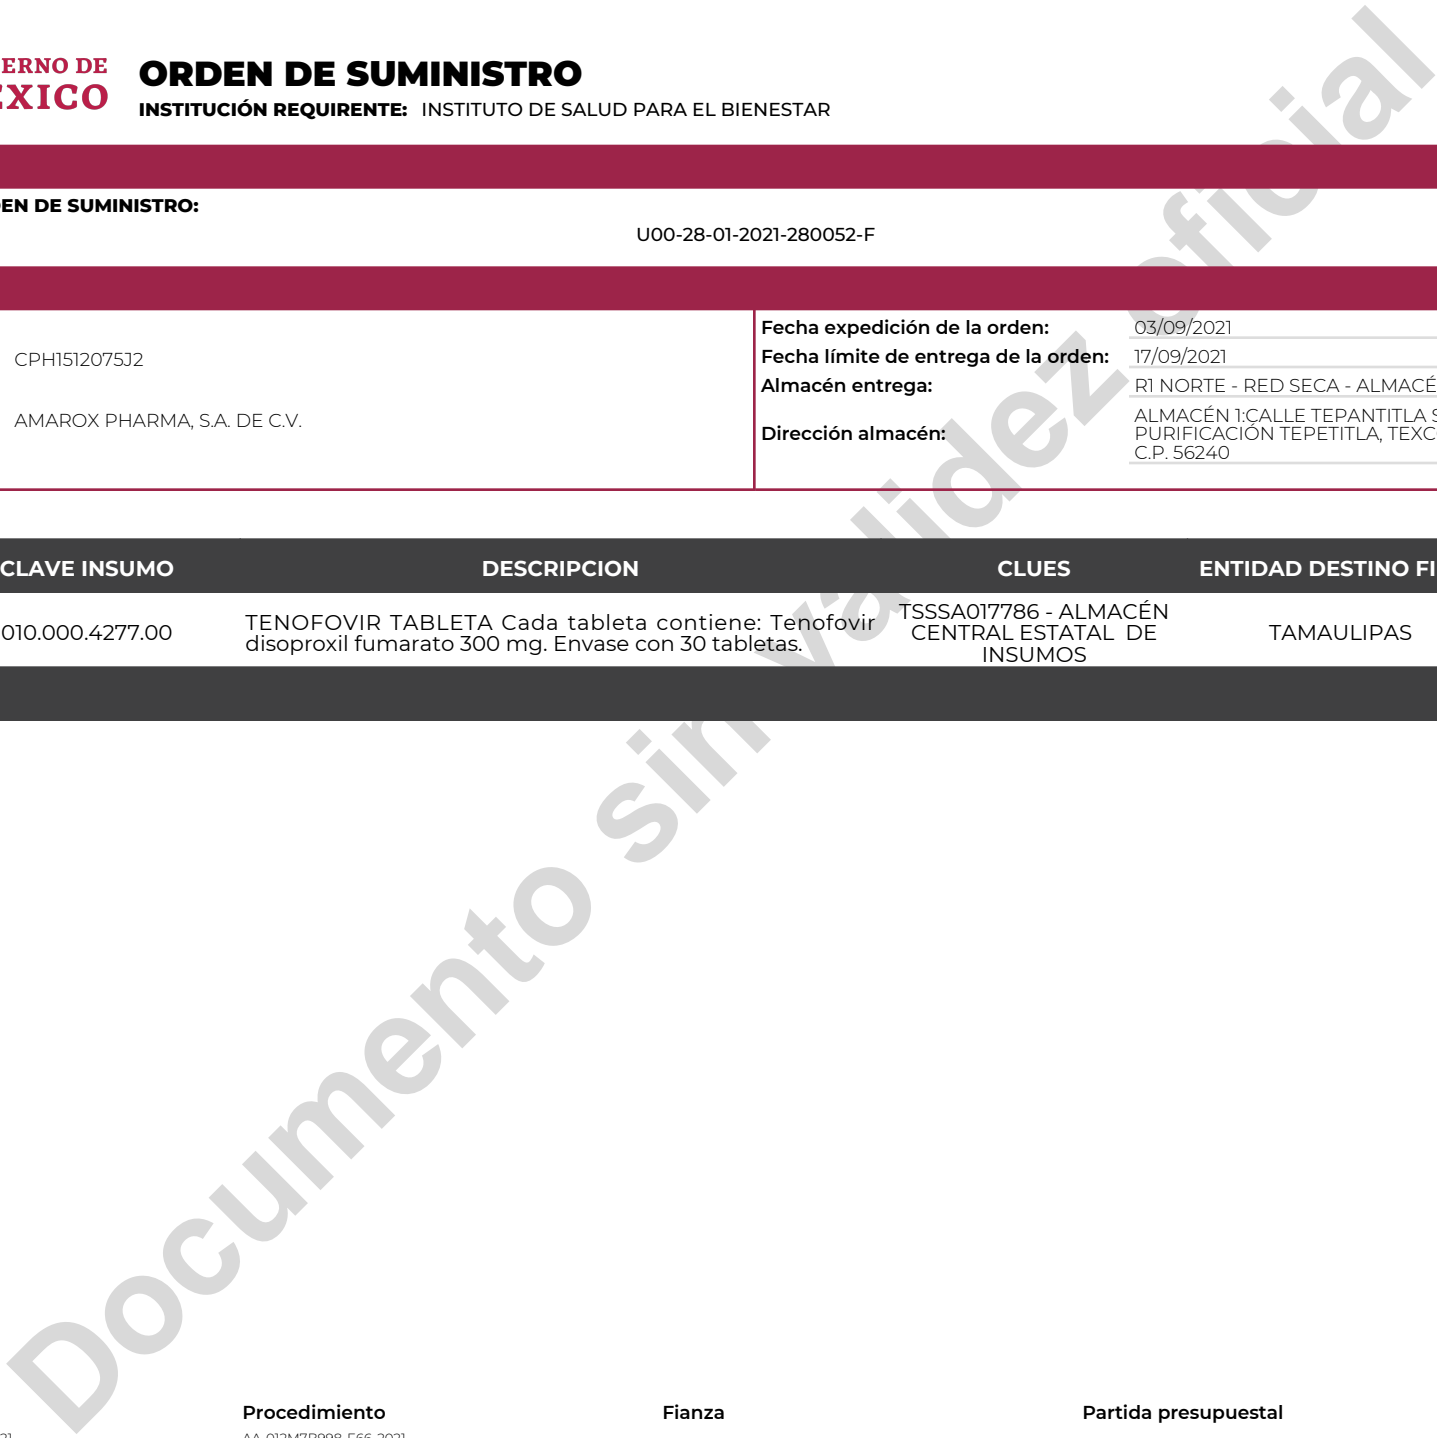 ERNO DE
EXICO
ORDEN DE SUMINISTRO
INSTITUCIÓN REQUIRENTE: INSTITUTO DE SALUD PARA EL BIENESTAR
EN DE SUMINISTRO:
U00-28-01-2021-280052-F
CPH1512075J2
AMAROX PHARMA, S.A. DE C.V.
Fecha expedición de la orden: 03/09/2021
Fecha límite de entrega de la orden: 17/09/2021
Almacén entrega: R1 NORTE - RED SECA - ALMACÉ
Dirección almacén:
ALMACÉN 1:CALLE TEPANTITLA S
PURIFICACIÓN TEPETITLA, TEXC
C.P. 56240
CLAVE INSUMO DESCRIPCION CLUES ENTIDAD DESTINO FI
010.000.4277.00
TENOFOVIR TABLETA Cada tableta contiene: Tenofovir
disoproxil fumarato 300 mg. Envase con 30 tabletas.
TSSSA017786 - ALMACÉN
CENTRAL ESTATAL DE
INSUMOS
TAMAULIPAS
Documento sin validez oficial
Procedimiento Fianza Partida presupuestal